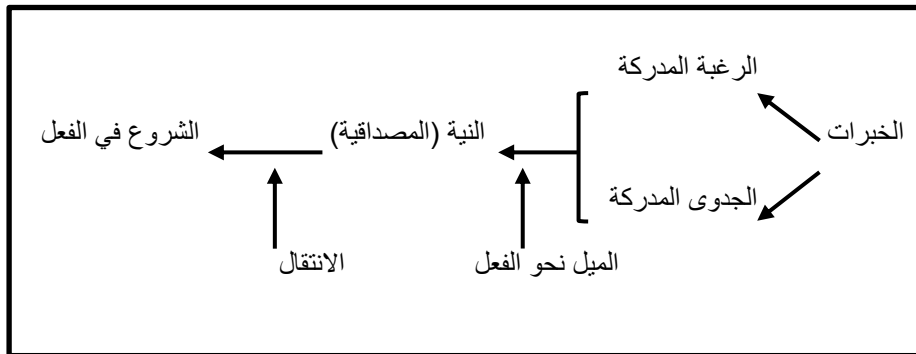 الرغبة المدركة
الخبرات
النية (المصداقية)
الشروع في الفعل
الجدوى المدركة
الميل نحو الفعل
الانتقال